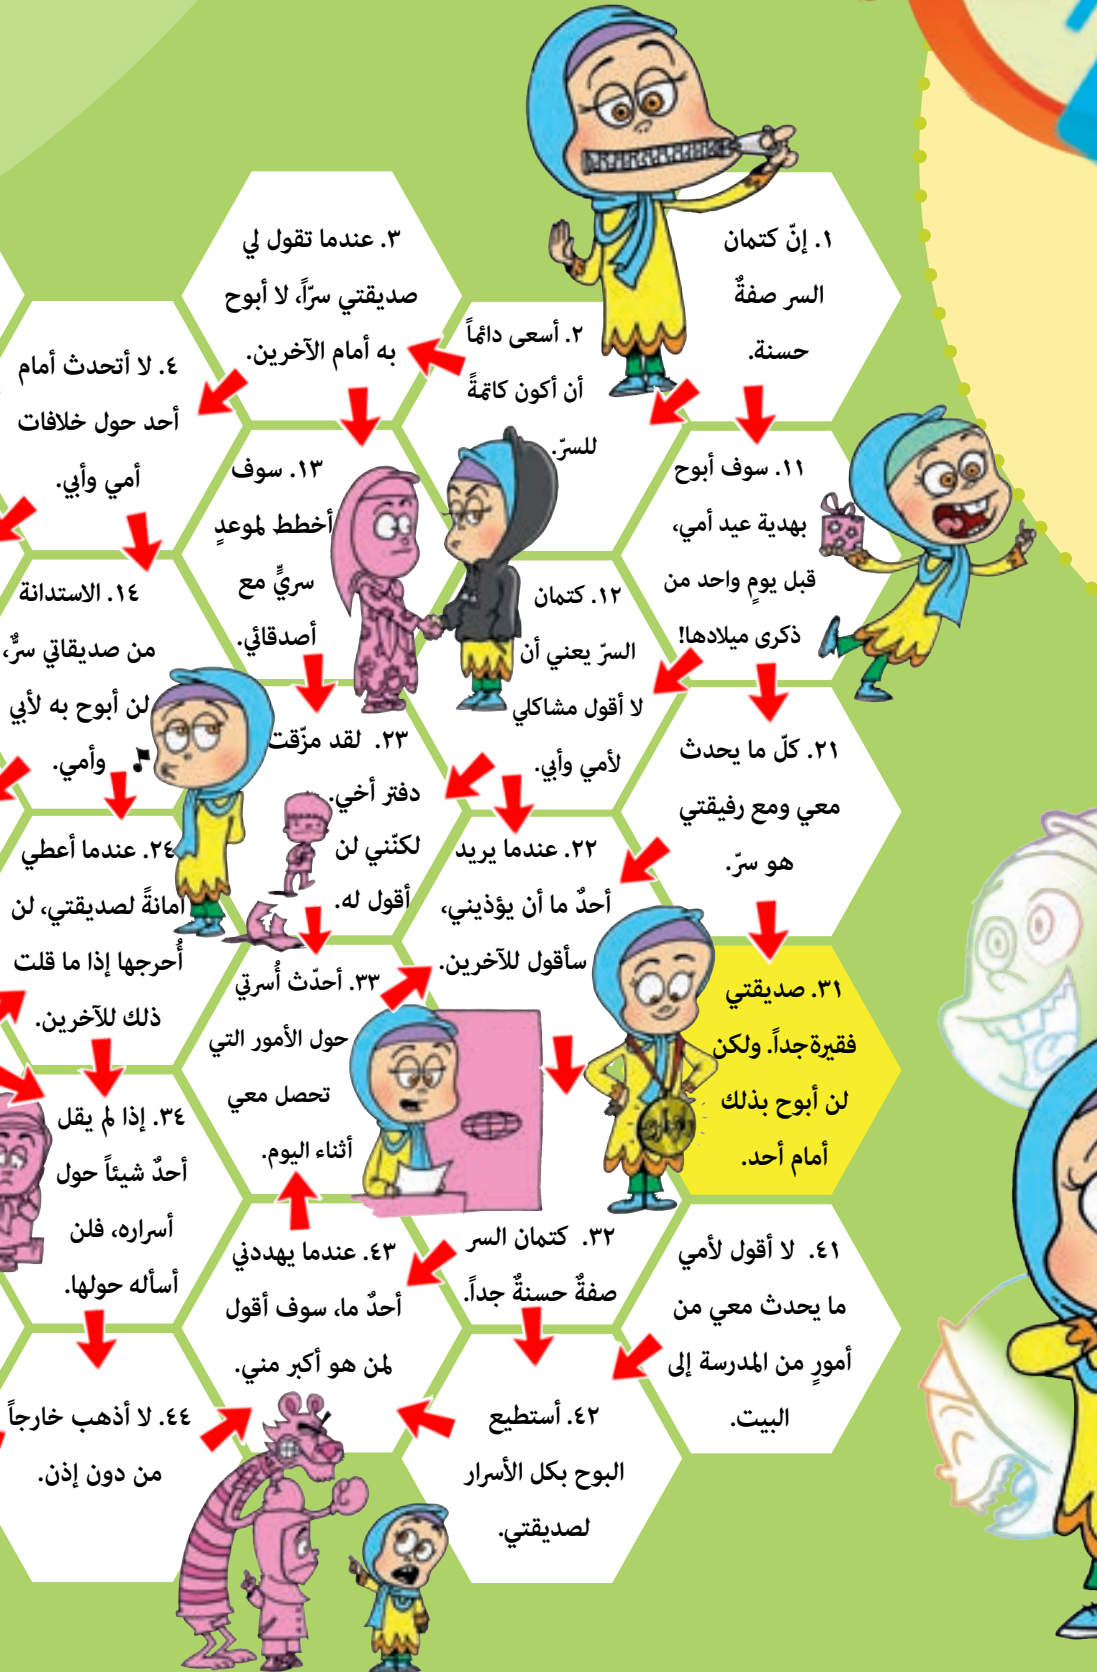 ١. إنّ كتمان
السر صفةٌ
حسنة.
٢. أسعى دائماً
أن أكون كاتمةً
للسرّ.
٣. عندما تقول لي
صديقتي سرّاً، لا أبوح
به أمام الآخرين.
٤. لا أتحدث أمام
أحد حول خلافات
أمي وأبي.
١١. سوف أبوح
بهدية عيد أمي،
قبل يومٍ واحد من
ذكرى ميلادها!
١٢. كتمان
السرّ يعني أن
لا أقول مشاكلي
لأمي وأبي.
١٣. سوف
أخطط لموعدٍ
سريٍّ مع
أصدقائي.
١٤. الاستدانة
من صديقاتي سرٌّ،
لن أبوح به لأبي
وأمي.
٢١. كلّ ما يحدث
معي ومع رفيقتي
هو سرّ.
٢٢. عندما يريد
أحدٌ ما أن يؤذيني،
سأقول للآخرين.
٢٣. لقد مزّقت
دفتر أخي.
لكنّني لن
أقول له.
٢٤. عندما أعطي
أمانةً لصديقتي، لن
أُحرجها إذا ما قلت
ذلك للآخرين.
٣١. صديقتي
فقيرةجداً. ولكن
لن أبوح بذلك
أمام أحد.
٣٢. كتمان السر
صفةٌ حسنةٌ جداً.
٣٣. أحدّث أُسرتي
حول الأمور التي
تحصل معي
أثناء اليوم.
٣٤. إذا لم يقل
أحدٌ شيئاً حول
أسراره، فلن
أسأله حولها.
٤١. لا أقول لأمي
ما يحدث معي من
أمورٍ من المدرسة إلى
البيت.
٤٢. أستطيع
البوح بكل الأسرار
لصديقتي.
٤٣. عندما يهددني
أحدٌ ما، سوف أقول
لمن هو أكبر مني.
٤٤. لا أذهب خارجاً
من دون إذن.